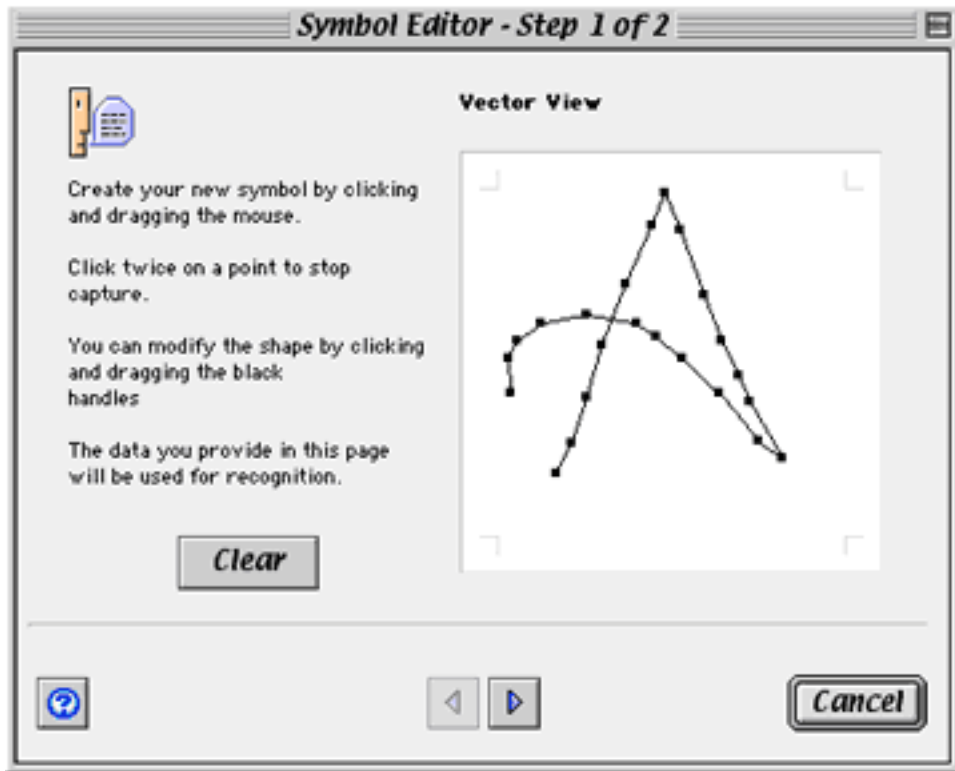 Symbol Editor - Step 1 of 2
Vector View
Create your new symbol by clicking
and dragging the mouse.
Click twice on a point to stop
capture.
You can modify the shape by clicking
and dragging the black
handles
The data you provide in this page
will be used for recognition.
Clear
?
Cancel